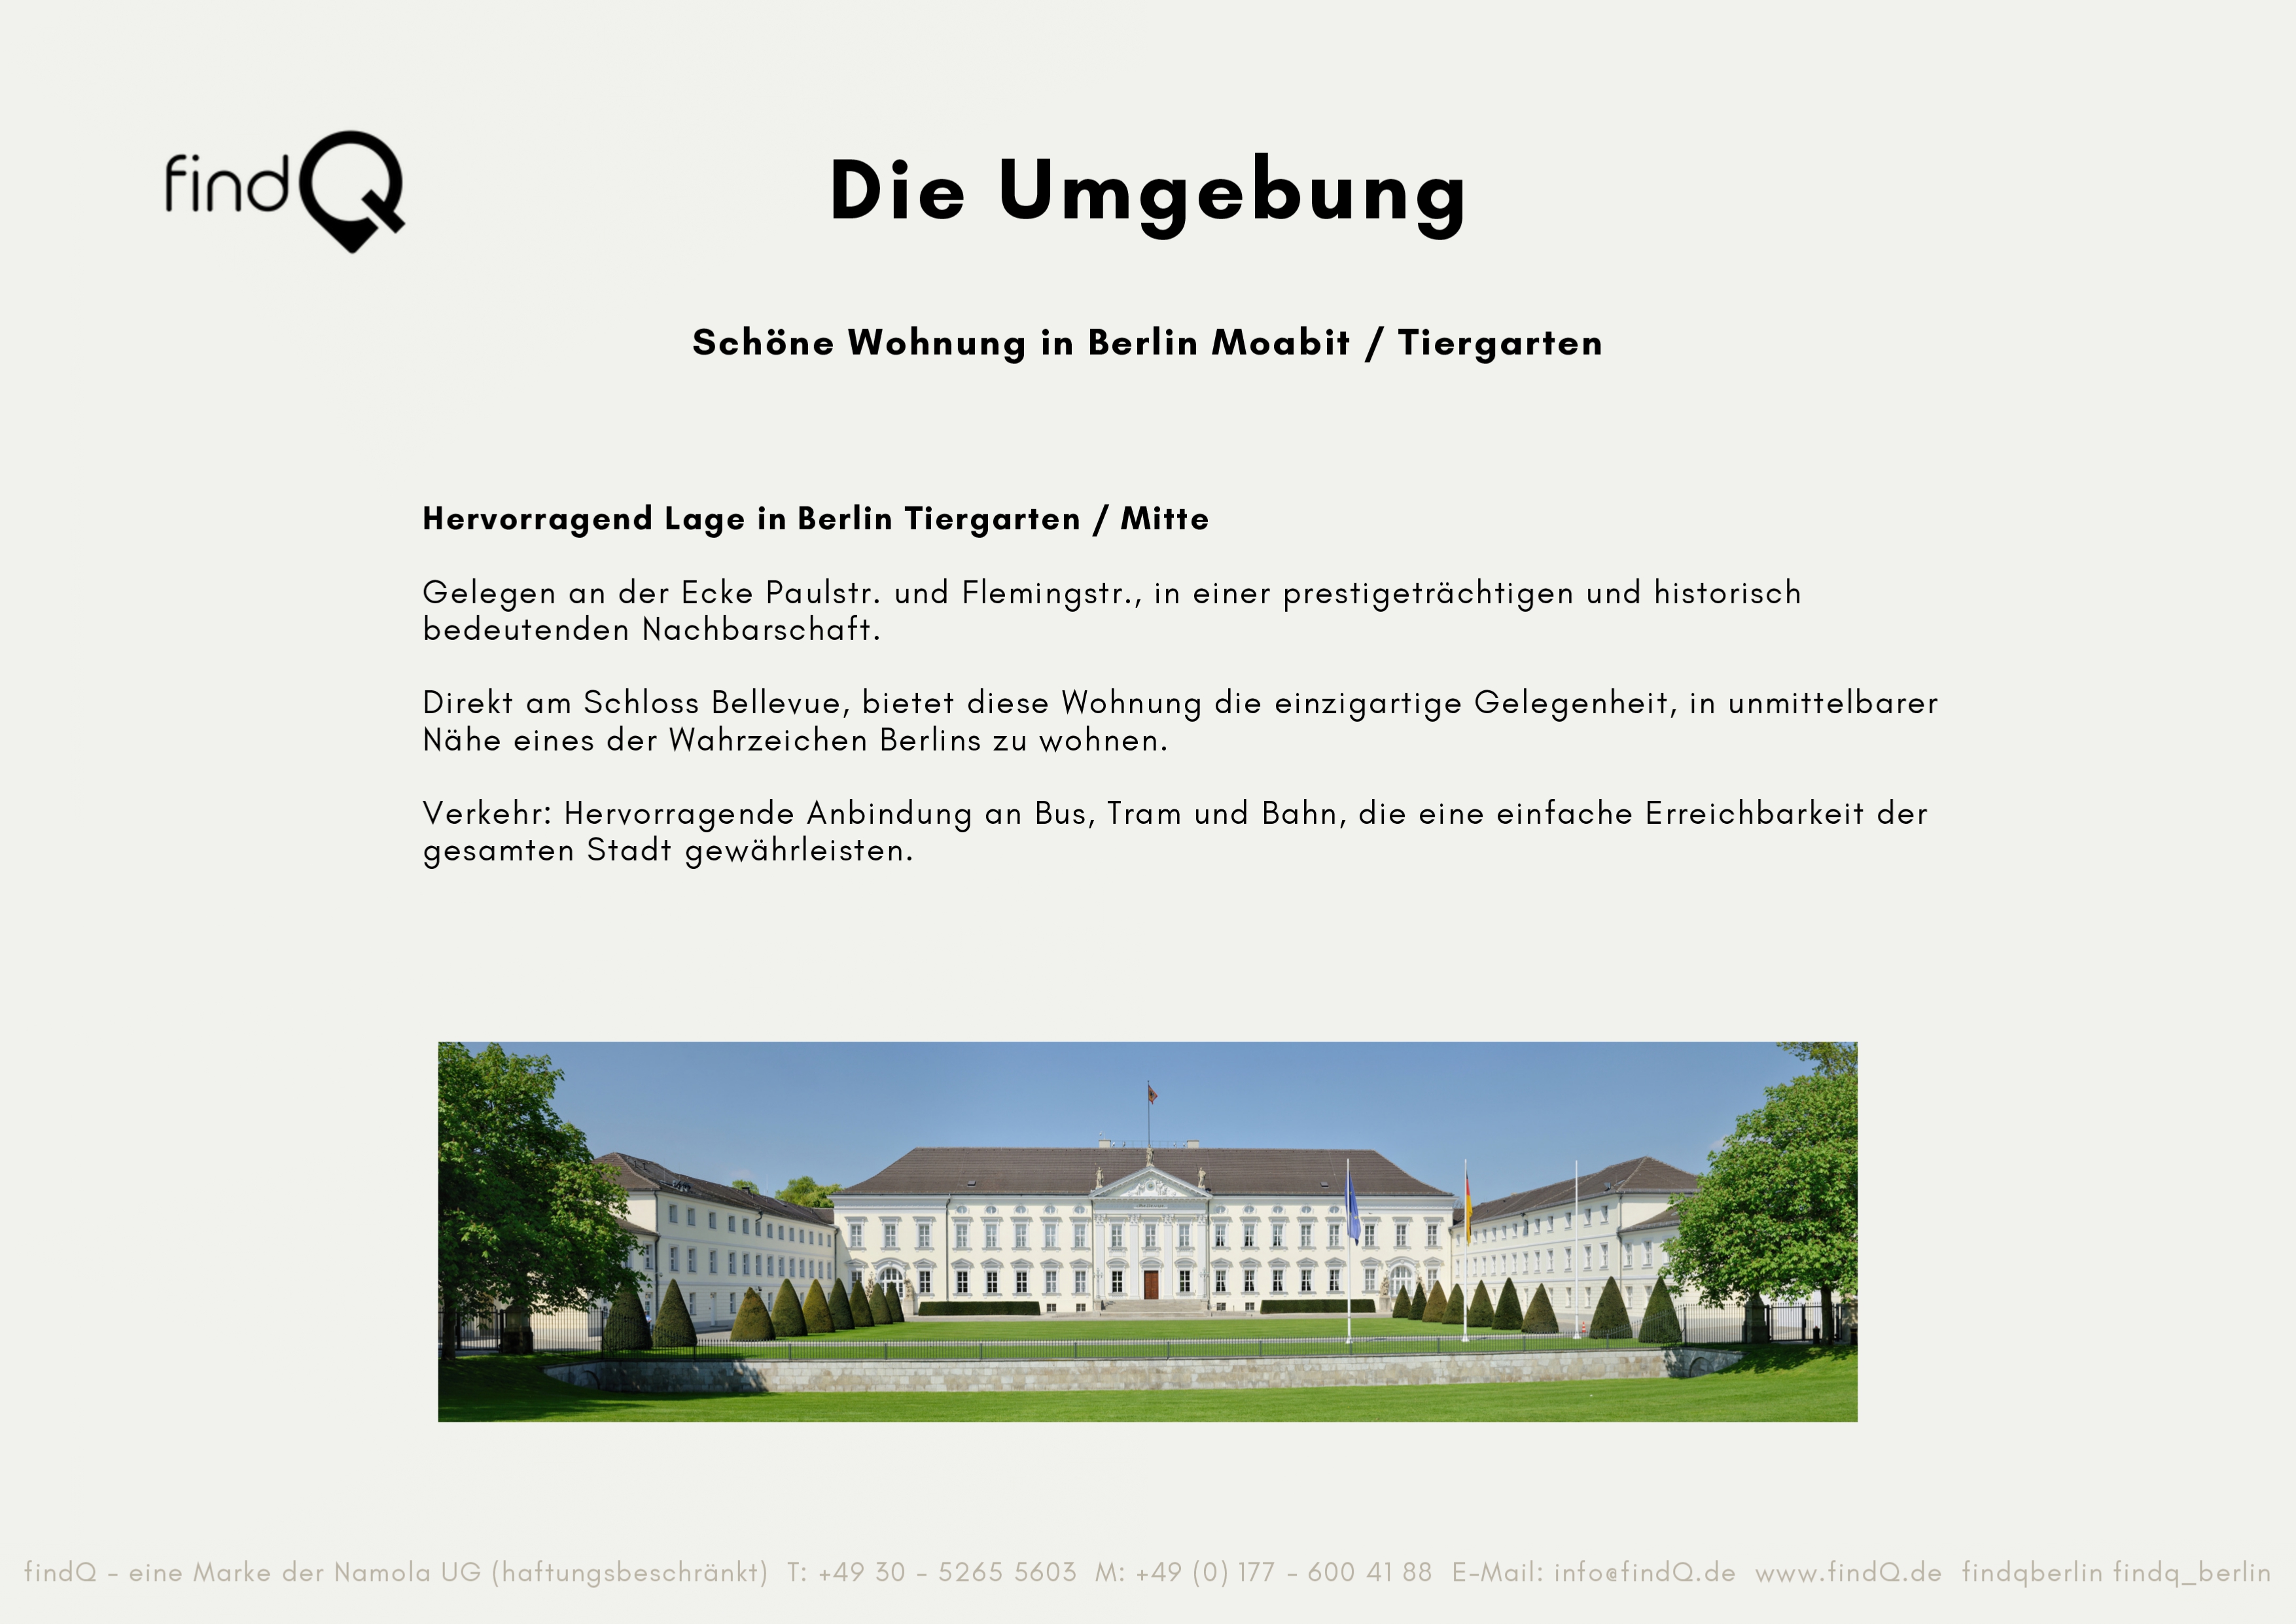 findQ
Die Umgebung
Schöne Wohnung in Berlin Moabit / Tiergarten
Hervorragend Lage in Berlin Tiergarten / Mitte
Gelegen an der Ecke Paulstr. und Flemingstr., in einer prestigeträchtigen und historisch
bedeutenden Nachbarschaft.
Direkt am Schloss Bellevue, bietet diese Wohnung die einzigartige Gelegenheit, in unmittelbarer
Nähe eines der Wahrzeichen Berlins zu wohnen.
Verkehr: Hervorragende Anbindung an Bus, Tram und Bahn, die eine einfache Erreichbarkeit der
gesamten Stadt gewährleisten.
findQ - eine Marke der Namola UG (haftungsbeschränkt) T: +49 30 - 5265 5603 M: +49 (0) 177 - 600 41 88 E-Mail: info@findQ.de www.findQ.de findqberlin findq_berlin